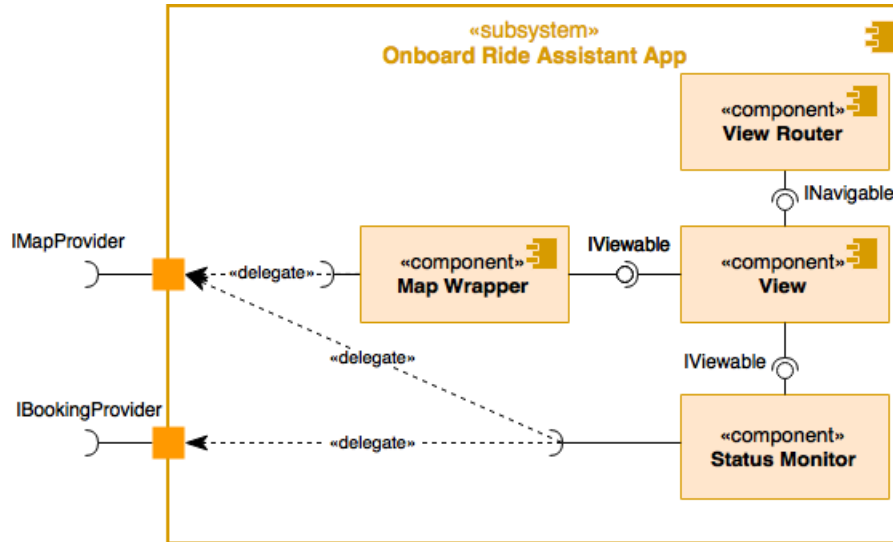 «subsystem»
Onboard Ride Assistant App
«component»
View Router
INavigable
IMapProvider
«delegate»
«component»
Map Wrapper
IViewable
«component»
View
«delegate»
IViewable
IBookingProvider
«delegate»
«component»
Status Monitor